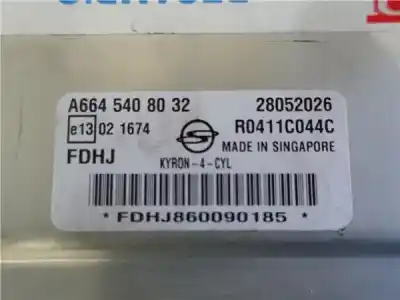 A664 540 80 32 28052026
e13 02 1674 R0411C044C
FDHJ MADE IN SINGAPORE
KYRON-4-CYL
* FDHJ860090185 *